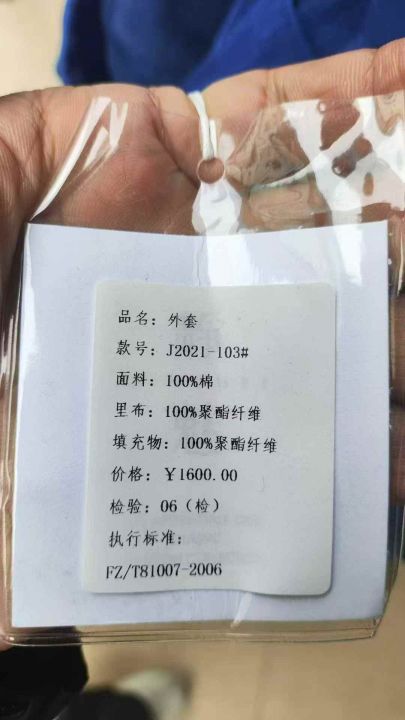 品名：外套
款号：J2021-103#
面料：100%棉
里布：100%聚酯纤维
填充物：100%聚酯纤维
价格：￥1600.00
检验：06（检）
执行标准：
FZ/T81007-2006